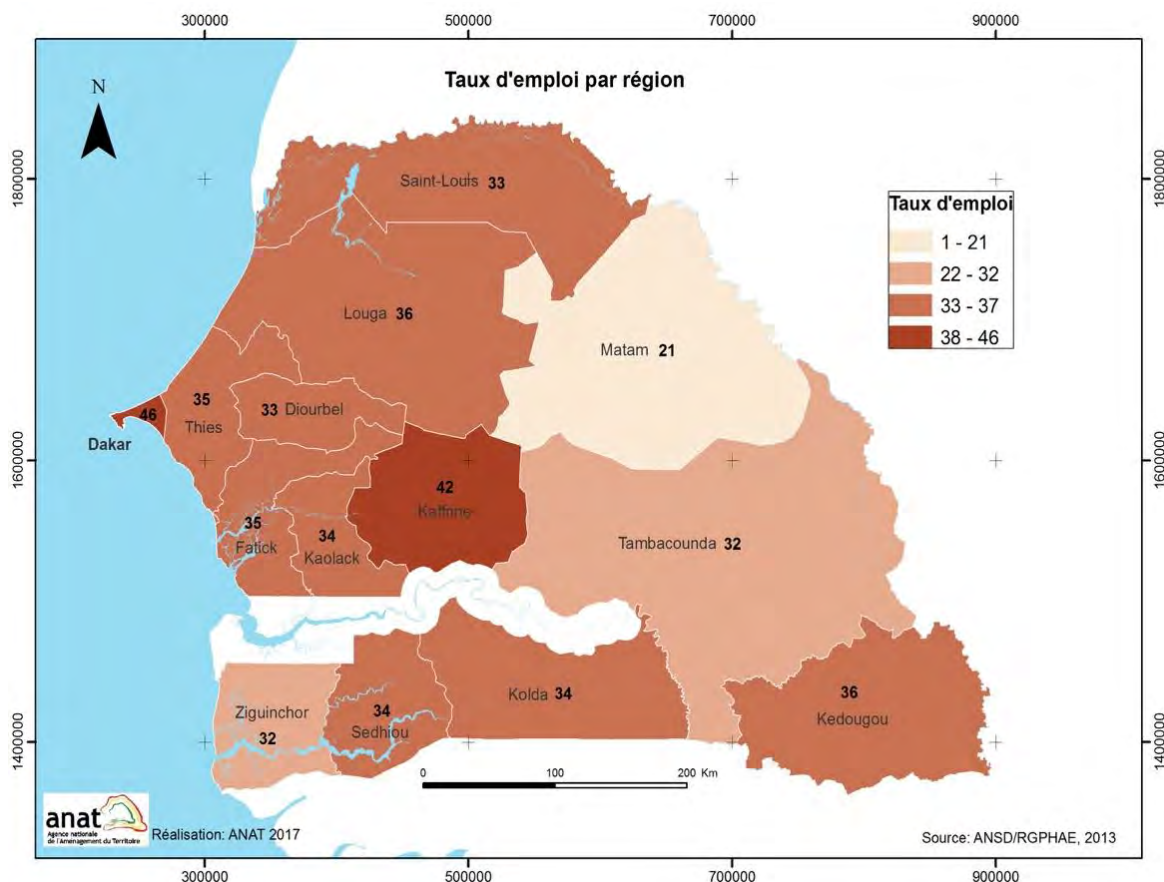 300000 500000 700000 900000
Taux d'emploi par région
N
1800000 1800000
Saint-Louis 33
Taux d'emploi
1 - 21
22 - 32
33 - 37
38 - 46
Louga 36
Matam 21
35
Thies
33 Diourbel
46
Dakar
1600000 1600000
42
Kaffrine
35
Fatick
34
Kaolack
Tambacounda 32
Kolda 34
36
Kedougou
Ziguinchor
32
34
Sedhiou
1400000 1400000
0 100 200 Km
anat
Agence nationale
de l'Aménagement du Territoire
Réalisation: ANAT 2017
Source: ANSD/RGPHAE, 2013
300000 500000 700000 900000